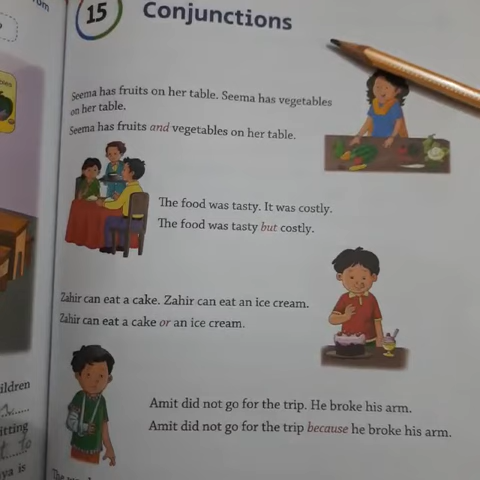 15
Conjunctions
Seema has fruits on her table. Seema has vegetables
on her table.
Seema has fruits and vegetables on her table.
The food was tasty. It was costly.
The food was tasty but costly.
Zahir can eat a cake. Zahir can eat an ice cream.
Zahir can eat a cake or an ice cream.
Amit did not go for the trip. He broke his arm.
Amit did not go for the trip because he broke his arm.
ildren
itting
to
ya is